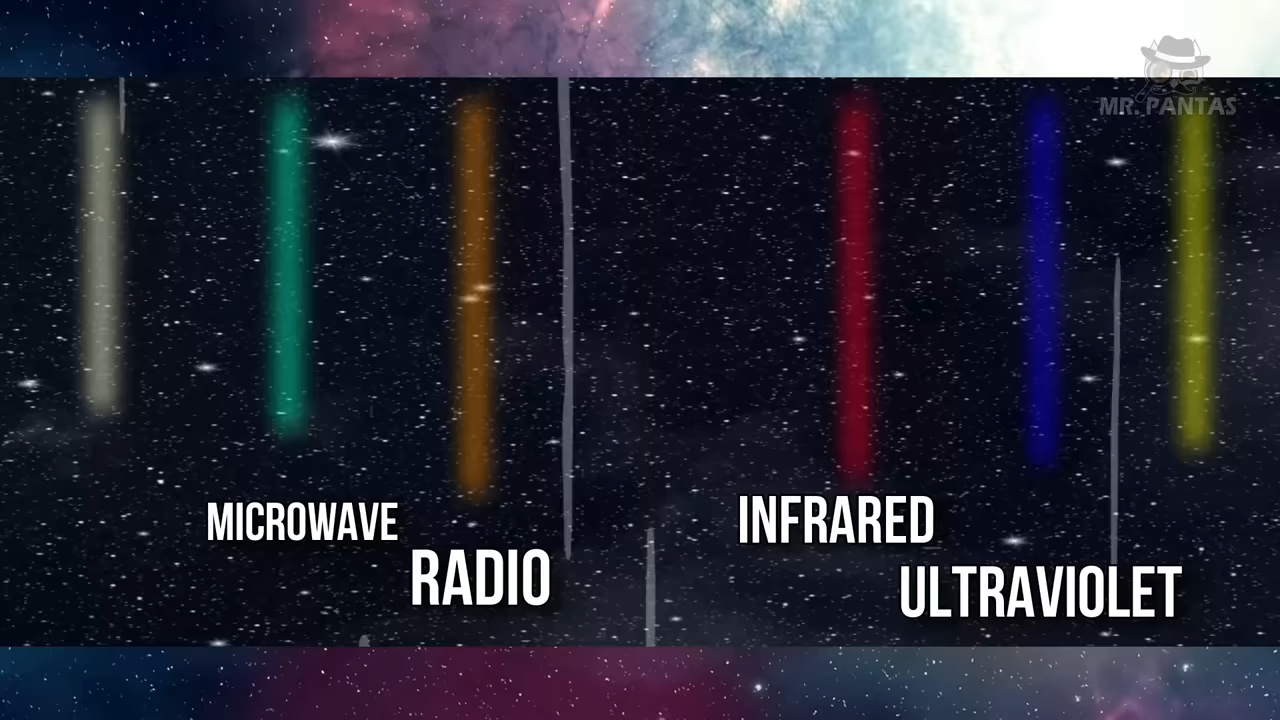 MR. PANTAS
MICROWAVE
RADIO
INFRARED
ULTRAVIOLET